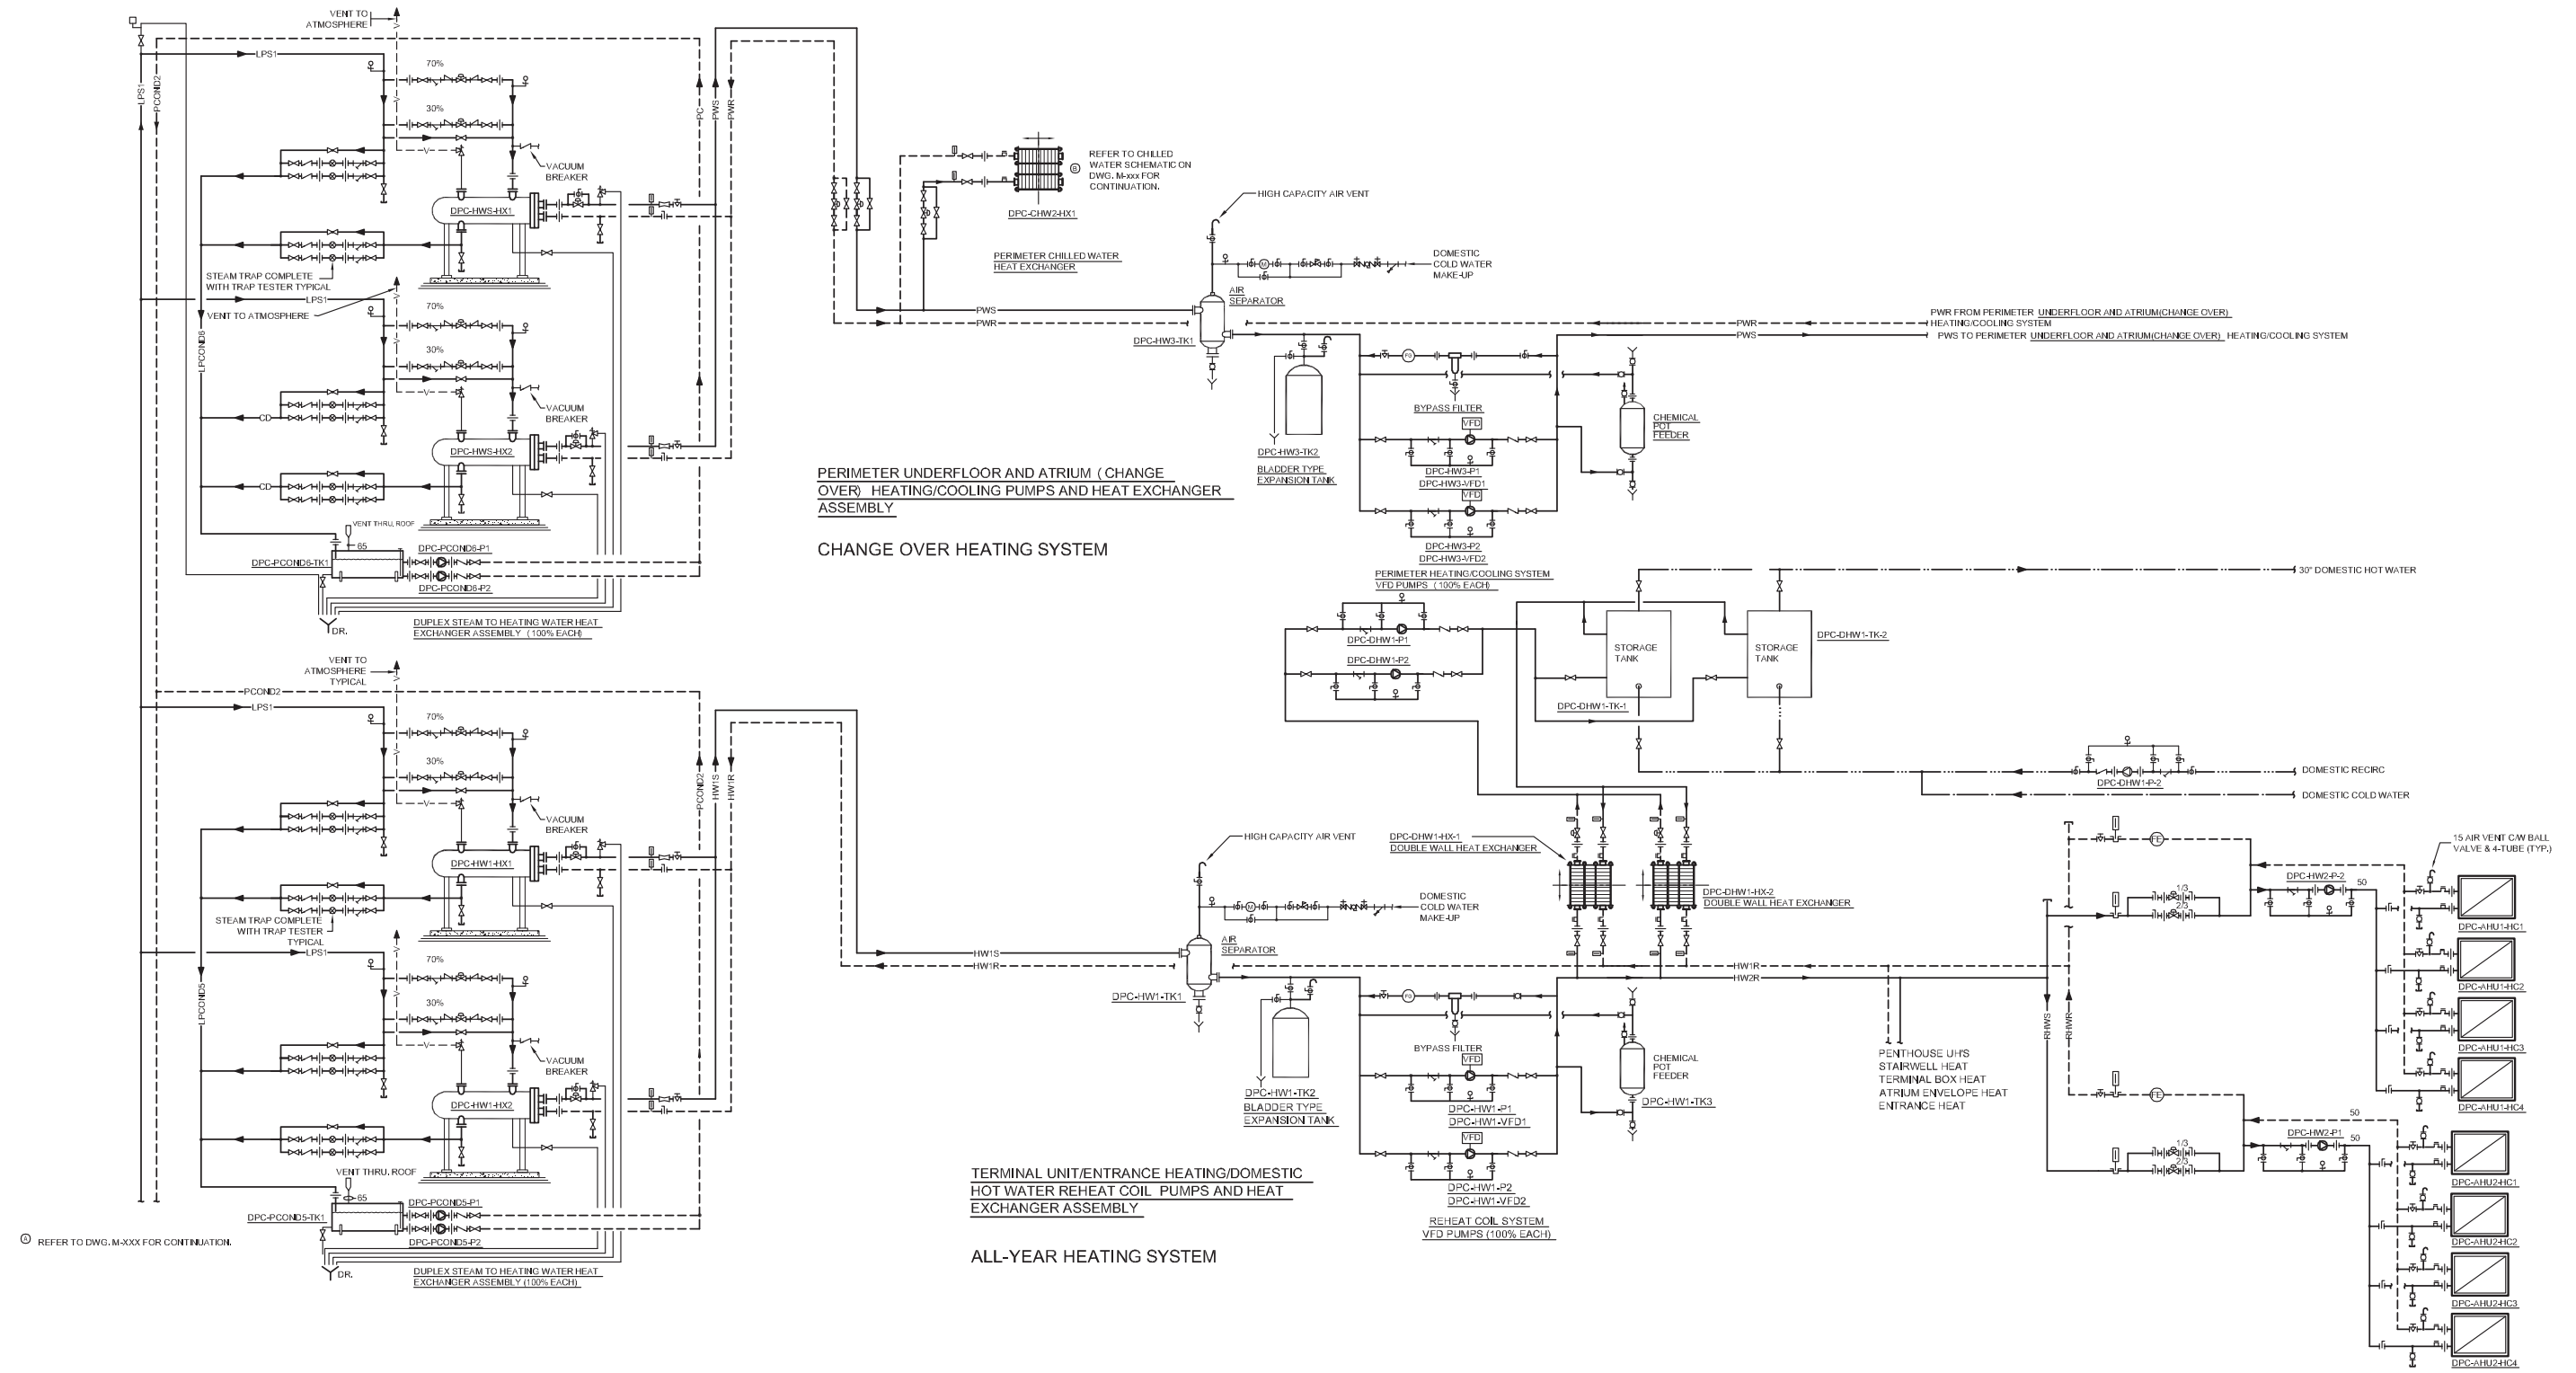 VENT TO
ATMOSPHERE
V
LPS1
LPS1
PCOND2
70%
30%
V
V
VACUUM
BREAKER
DPC-HWS-HX1
STEAM TRAP COMPLETE
WITH TRAP TESTER TYPICAL
VENT TO ATMOSPHERE
LPS1
LPCOND6
70%
30%
V
V
VACUUM
BREAKER
CD
DPC-HWS-HX2
CD
VENT THRU, ROOF
65
DPC-PCOND6-TK1
DPC-PCOND6-P1
DPC-PCOND6-P2
DR.
DUPLEX STEAM TO HEATING WATER HEAT
EXCHANGER ASSEMBLY ( 100% EACH)
PC
PWS
PWR
REFER TO CHILLED
WATER SCHEMATIC ON
DWG. M-xxx FOR
CONTINUATION.
B
DPC-CHW2-HX1
PERIMETER CHILLED WATER
HEAT EXCHANGER
PWS
PWR
HIGH CAPACITY AIR VENT
M
DOMESTIC
COLD WATER
MAKE-UP
AIR
SEPARATOR
DPC-HW3-TK1
DPC-HW3-TK2
BLADDER TYPE
EXPANSION TANK
FG
BYPASS FILTER
VFD
DPC-HW3-P1
DPC-HW3-VFD1
VFD
DPC-HW3-P2
DPC-HW3-VFD2
PERIMETER HEATING/COOLING SYSTEM
VFD PUMPS ( 100% EACH)
CHEMICAL
POT
FEEDER
PWR
PWS
PWR FROM PERIMETER UNDERFLOOR AND ATRIUM(CHANGE OVER)
HEATING/COOLING SYSTEM
PWS TO PERIMETER UNDERFLOOR AND ATRIUM(CHANGE OVER) HEATING/COOLING SYSTEM
PERIMETER UNDERFLOOR AND ATRIUM ( CHANGE
OVER) HEATING/COOLING PUMPS AND HEAT EXCHANGER
ASSEMBLY
CHANGE OVER HEATING SYSTEM
DPC-DHW1-P1
DPC-DHW1-P2
STORAGE
TANK
STORAGE
TANK
DPC-DHW1-TK-1
DPC-DHW1-TK-2
30" DOMESTIC HOT WATER
DPC-DHW1-P-2
DOMESTIC RECIRC
DOMESTIC COLD WATER
VENT TO
ATMOSPHERE
TYPICAL
V
PCOND2
LPS1
70%
30%
V
V
VACUUM
BREAKER
DPC-HW1-HX1
STEAM TRAP COMPLETE
WITH TRAP TESTER
TYPICAL
LPS1
LPCOND5
70%
30%
V
V
VACUUM
BREAKER
DPC-HW1-HX2
VENT THRU. ROOF
65
DPC-PCOND5-TK1
DPC-PCOND5-P1
DPC-PCOND5-P2
DR.
DUPLEX STEAM TO HEATING WATER HEAT
EXCHANGER ASSEMBLY (100% EACH)
A REFER TO DWG. M-XXX FOR CONTINUATION.
PCOND2
HW1S
HW1R
HW1S
HW1R
HIGH CAPACITY AIR VENT
M
DOMESTIC
COLD WATER
MAKE-UP
AIR
SEPARATOR
DPC-HW1-TK1
DPC-HW1-TK2
BLADDER TYPE
EXPANSION TANK
FG
BYPASS FILTER
VFD
DPC-HW1-P1
DPC-HW1-VFD1
VFD
DPC-HW1-P2
DPC-HW1-VFD2
REHEAT COIL SYSTEM
VFD PUMPS (100% EACH)
CHEMICAL
POT
FEEDER
DPC-HW1-TK3
DPC-DHW1-HX-1
DOUBLE WALL HEAT EXCHANGER
DPC-DHW1-HX-2
DOUBLE WALL HEAT EXCHANGER
HW1R
HW2R
TERMINAL UNIT/ENTRANCE HEATING/DOMESTIC
HOT WATER REHEAT COIL PUMPS AND HEAT
EXCHANGER ASSEMBLY
ALL-YEAR HEATING SYSTEM
PENTHOUSE UH'S
STAIRWELL HEAT
TERMINAL BOX HEAT
ATRIUM ENVELOPE HEAT
ENTRANCE HEAT
RHWS
RHWR
FE
1/3
2/3
DPC-HW2-P-2
50
15 AIR VENT C/W BALL
VALVE & 4-TUBE (TYP.)
DPC-AHU1-HC1
DPC-AHU1-HC2
DPC-AHU1-HC3
DPC-AHU1-HC4
FE
1/3
2/3
50
DPC-HW2-P1
50
DPC-AHU2-HC1
DPC-AHU2-HC2
DPC-AHU2-HC3
DPC-AHU2-HC4